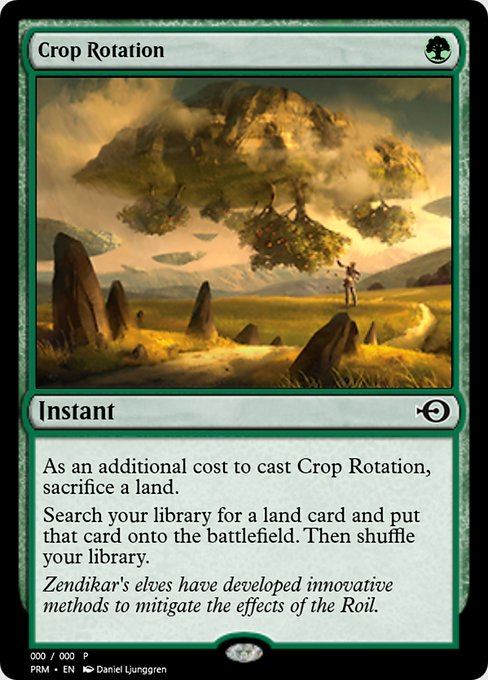 Crop Rotation
Instant
As an additional cost to cast Crop Rotation,
sacrifice a land.
Search your library for a land card and put
that card onto the battlefield. Then shuffle
your library.
Zendikar's elves have developed innovative
methods to mitigate the effects of the Roil.
000 / 000 P
PRM • EN Daniel Ljunggren